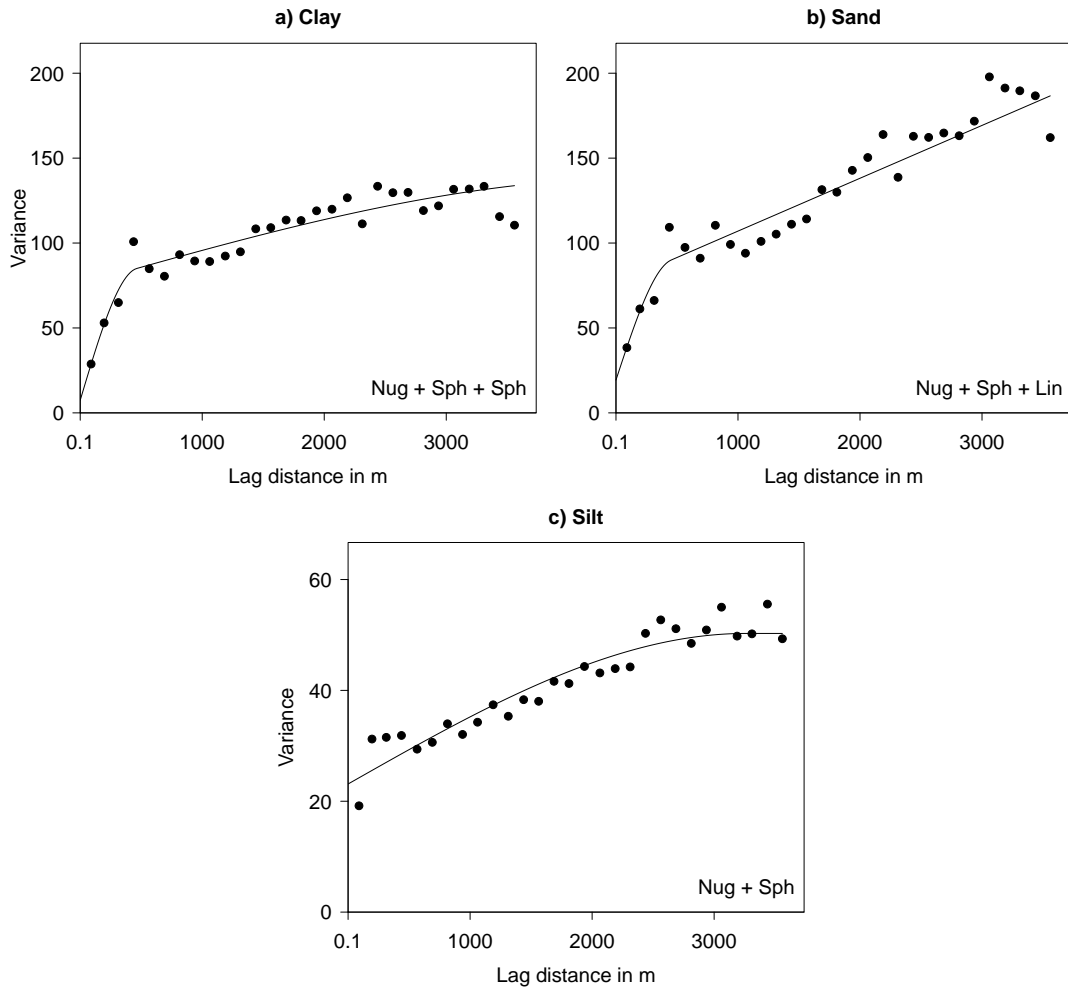 a) Clay
200
150
100
50
0
Variance
Nug + Sph + Sph
0.1 1000 2000 3000
Lag distance in m
b) Sand
200
150
100
50
0
Nug + Sph + Lin
0.1 1000 2000 3000
Lag distance in m
c) Silt
60
40
20
0
Variance
Nug + Sph
0.1 1000 2000 3000
Lag distance in m